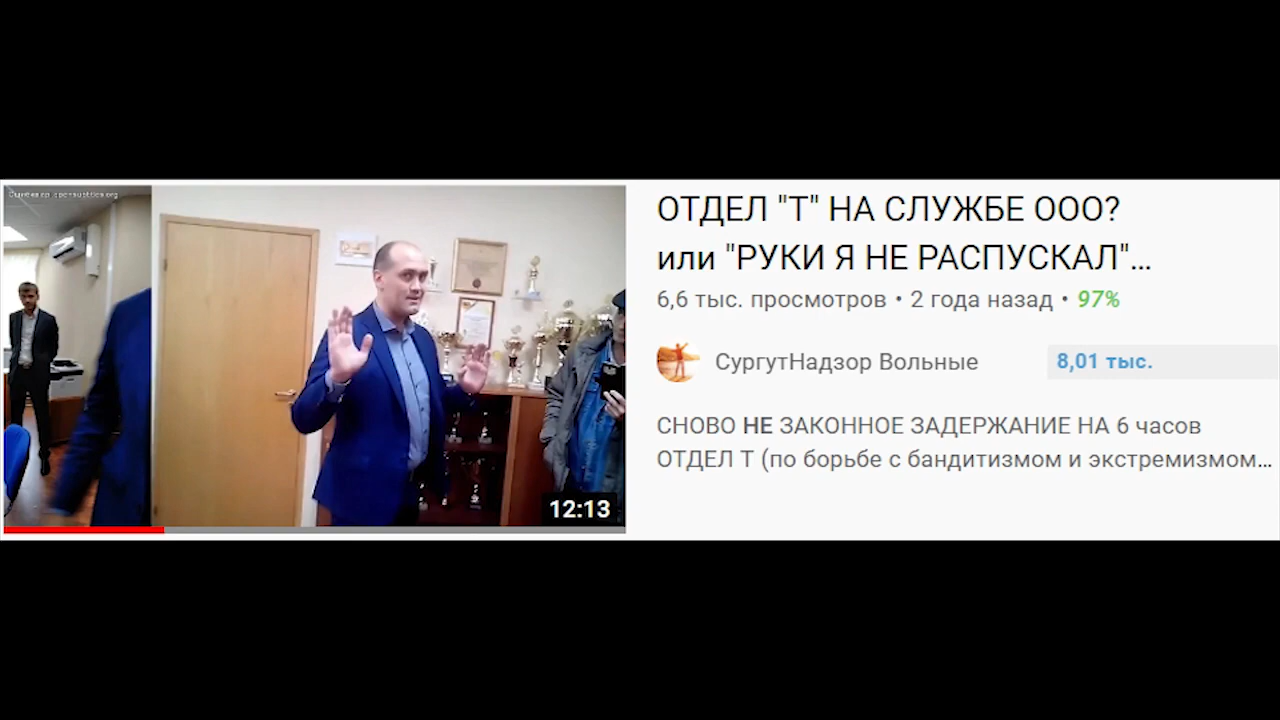 ОТДЕЛ "Т" НА СЛУЖБЕ ООО?
или "РУКИ Я НЕ РАСПУСКАЛ"...
6,6 тыс. просмотров • 2 года назад • 97%
СургутНадзор Вольные
8,01 тыс.
СНОВО НЕ ЗАКОННОЕ ЗАДЕРЖАНИЕ НА 6 часов
ОТДЕЛ Т (по борьбе с бандитизмом и экстремизмом...
12:13